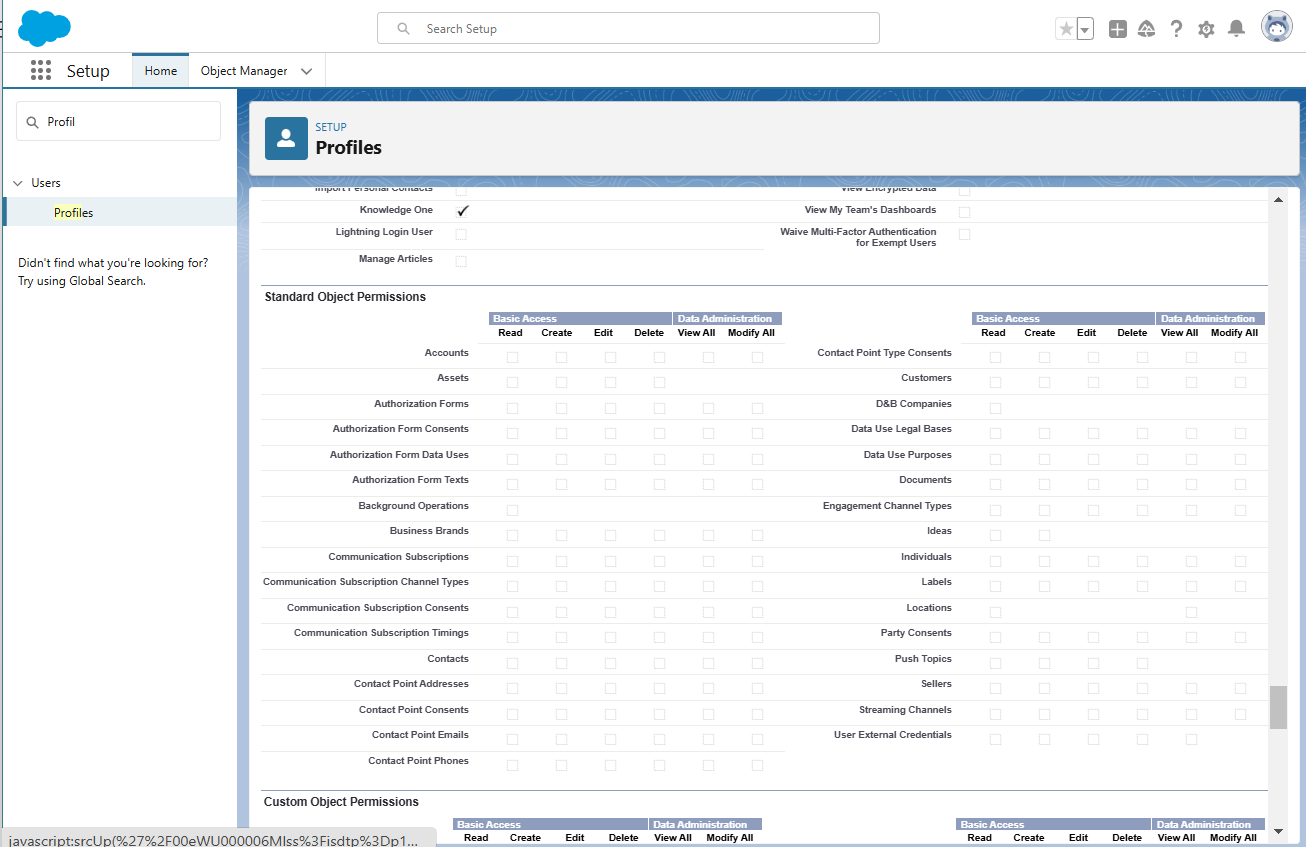 Search Setup
Setup
Home
Object Manager
Profil
Users
Profiles
Didn't find what you're looking for?
Try using Global Search.
SETUP
Profiles
Import Personal Contacts
View Encrypted Data
Knowledge One
View My Team's Dashboards
Lightning Login User
Waive Multi-Factor Authentication
for Exempt Users
Manage Articles
Standard Object Permissions
Basic Access Data Administration Basic Access Data Administration
Read Create Edit Delete View All Modify All Read Create Edit Delete View All Modify All
Accounts Contact Point Type Consents
Assets Customers
Authorization Forms D&B Companies
Authorization Form Consents Data Use Legal Bases
Authorization Form Data Uses Data Use Purposes
Authorization Form Texts Documents
Background Operations Engagement Channel Types
Business Brands Ideas
Communication Subscriptions Individuals
Communication Subscription Channel Types Labels
Communication Subscription Consents Locations
Communication Subscription Timings Party Consents
Contacts Push Topics
Contact Point Addresses Sellers
Contact Point Consents Streaming Channels
Contact Point Emails User External Credentials
Contact Point Phones
Custom Object Permissions
Basic Access Data Administration Basic Access Data Administration
Read Create Edit Delete View All Modify All Read Create Edit Delete View All Modify All
javascript:srcUp(%27%2F00eWU000006MIss%3Fisdtp%3Dp1...